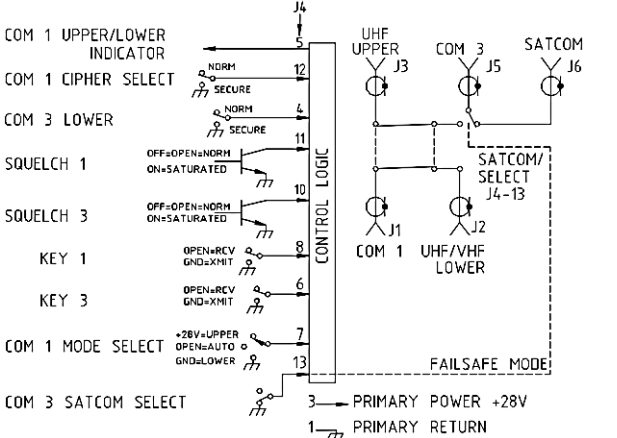 J4
COM 1 UPPER/LOWER
INDICATOR
5
COM 1 CIPHER SELECT
NORM
SECURE
12
COM 3 LOWER
NORM
SECURE
4
SQUELCH 1
OFF=OPEN=NORM
ON=SATURATED
11
SQUELCH 3
OFF=OPEN=NORM
ON=SATURATED
10
KEY 1
OPEN=RCV
GND=XMIT
8
KEY 3
OPEN=RCV
GND=XMIT
6
COM 1 MODE SELECT
+28V=UPPER
OPEN=AUTO
GND=LOWER
7
COM 3 SATCOM SELECT
13
CONTROL LOGIC
UHF
UPPER
J3
COM 3
J5
SATCOM
J6
SATCOM/
SELECT
J4-13
J1
COM 1
J2
UHF/VHF
LOWER
FAILSAFE MODE
3 PRIMARY POWER +28V
1 PRIMARY RETURN